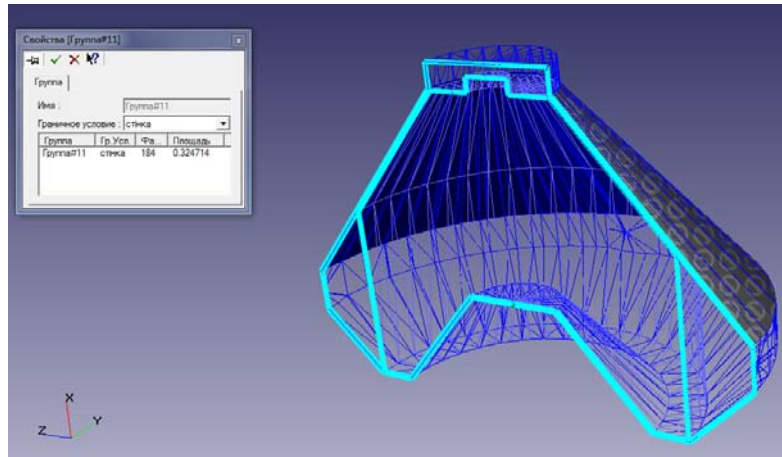 Свойства [Группа#11]
Группа
Имя :
Группа#11
Граничное условие : стінка
Группа Гр.Усл. Фа... Площадь
Группа#11 стінка 184 0.324714
X
Z Y